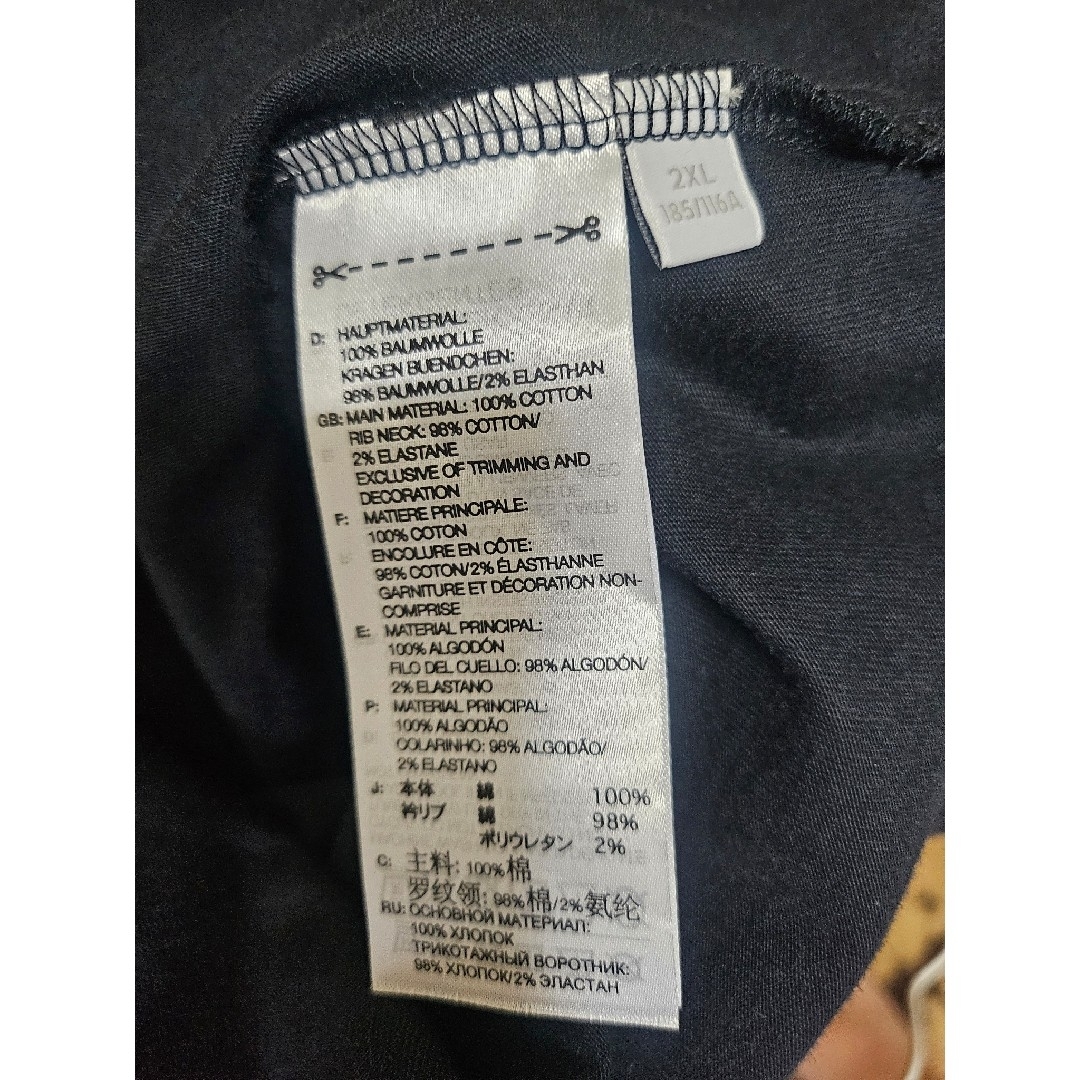 2XL
185/116A
D: HAUPTMATERIAL:
100% BAUMWOLLE
KRAGEN BUENDCHEN:
98% BAUMWOLLE/2% ELASTHAN
GB: MAIN MATERIAL: 100% COTTON
RIB NECK: 98% COTTON/
2% ELASTANE
EXCLUSIVE OF TRIMMING AND
DECORATION
F: MATIERE PRINCIPALE:
100% COTON
ENCOLURE EN CÔTE:
98% COTON/2% ÉLASTHANNE
GARNITURE ET DÉCORATION NON-
COMPRISE
E: MATERIAL PRINCIPAL:
100% ALGODÓN
FILO DEL CUELLO: 98% ALGODÓN/
2% ELASTANO
P: MATERIAL PRINCIPAL:
100% ALGODÃO
COLARINHO: 98% ALGODÃO/
2% ELASTANO
J: 本体 綿 100%
衿リブ 綿 98%
ポリウレタン 2%
C: 主料: 100%棉
罗纹领: 98%棉/2%氨纶
RU: ОСНОВНОЙ МАТЕРИАЛ:
100% ХЛОПОК
ТРИКОТАЖНЫЙ ВОРОТНИК:
98% ХЛОПОК/2% ЭЛАСТАН